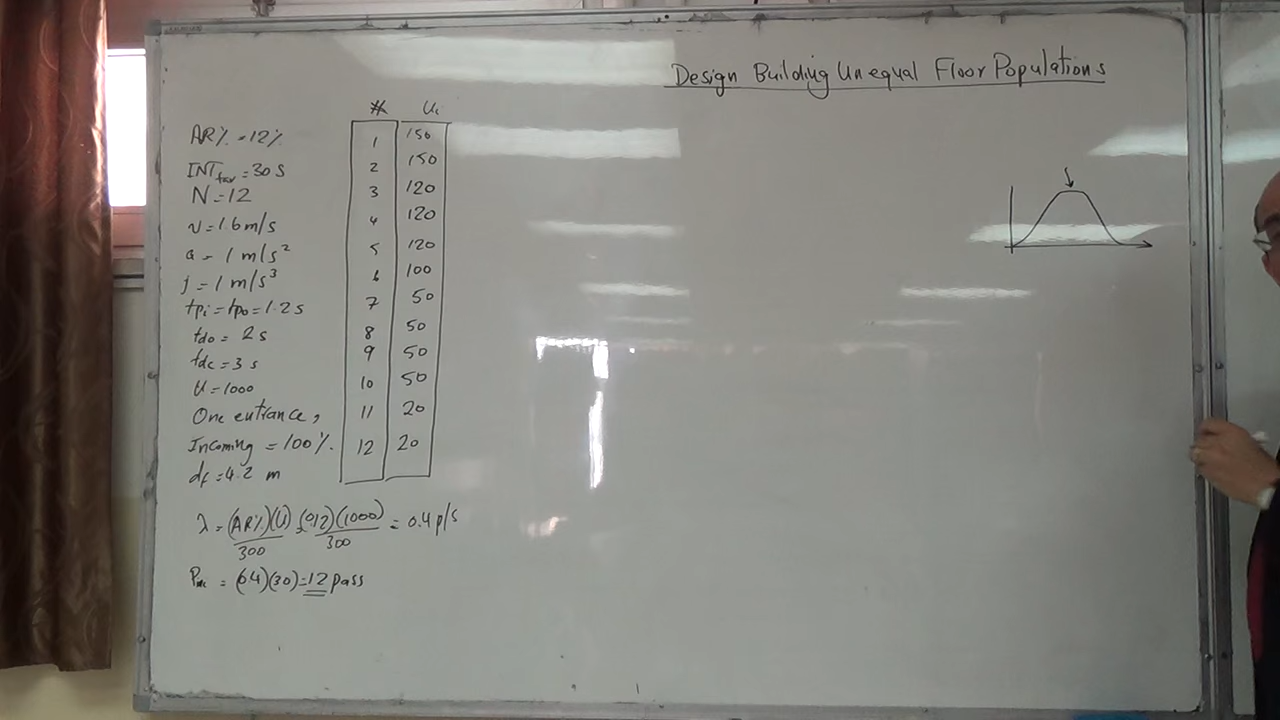 Design Building Unequal Floor Populations
AR% = 12%
INT_tar = 30 s
N = 12
v = 1.6 m/s
a = 1 m/s²
j = 1 m/s³
tpi = tpo = 1.2 s
tdo = 2 s
tdc = 3 s
U = 1000
One entrance,
Incoming = 100%.
df = 4.2 m
# Ui
1 150
2 150
3 120
4 120
5 120
6 100
7 50
8 50
9 50
10 50
11 20
12 20
λ = (AR%)(U)/300 = (0.12)(1000)/300 = 0.4 p/s
= (0.4)(30) = 12 pass